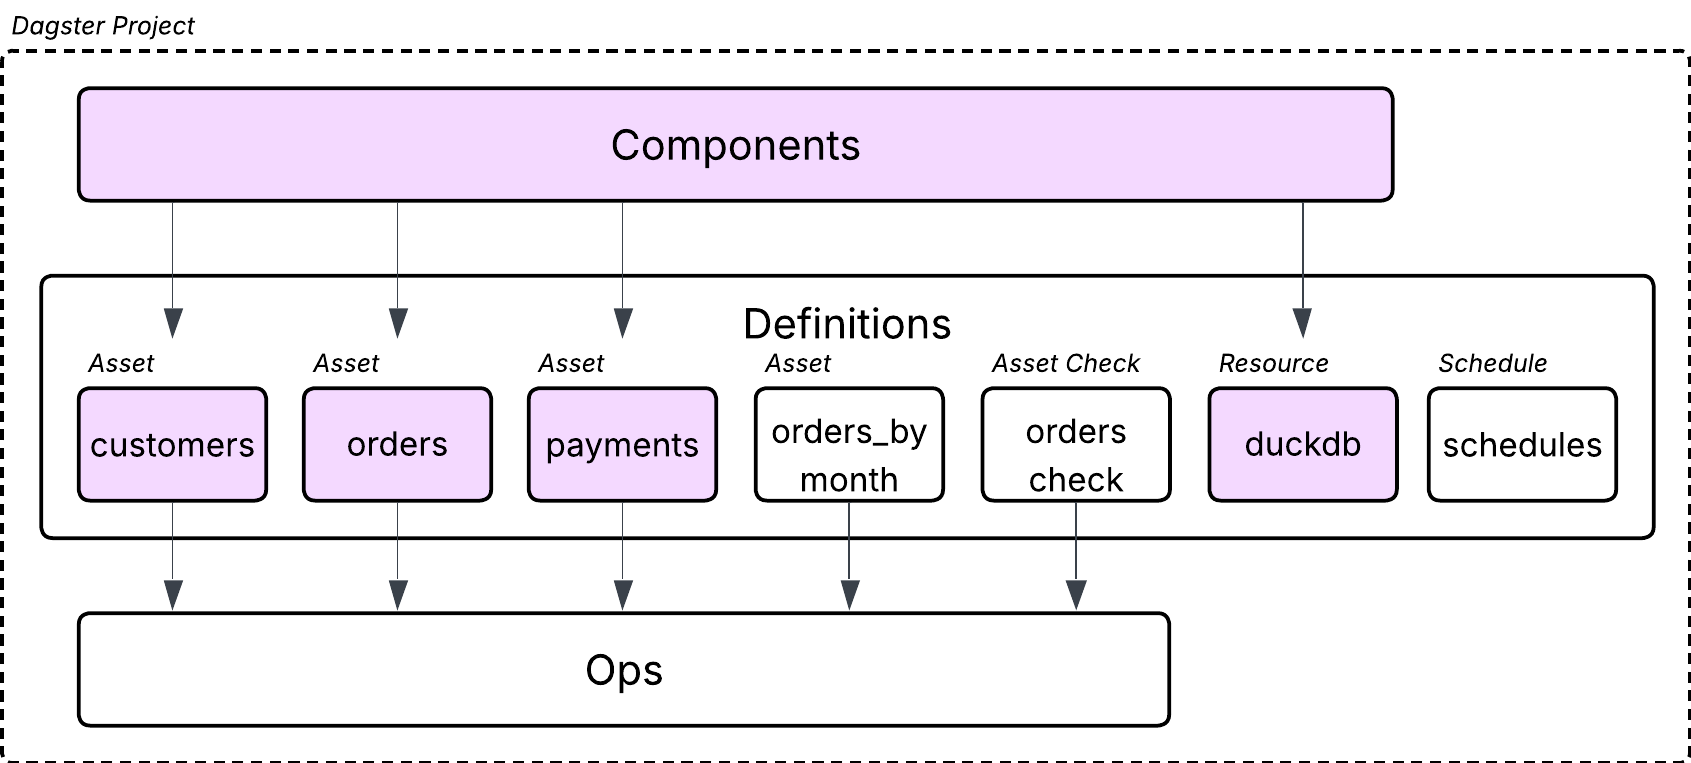 Dagster Project
Components
Definitions
Asset
Asset
Asset
Asset
Asset Check
Resource
Schedule
customers
orders
payments
orders_by
month
orders
check
duckdb
schedules
Ops